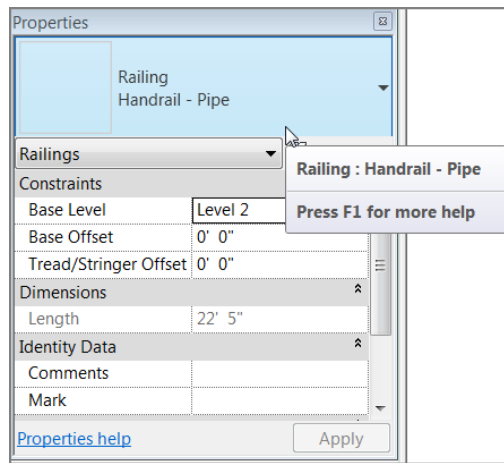 Properties
Railing
Handrail - Pipe
Railings
Railing : Handrail - Pipe
Press F1 for more help
Constraints
Base Level Level 2
Base Offset 0' 0"
Tread/Stringer Offset 0' 0"
Dimensions
Length 22' 5"
Identity Data
Comments
Mark
Properties help Apply